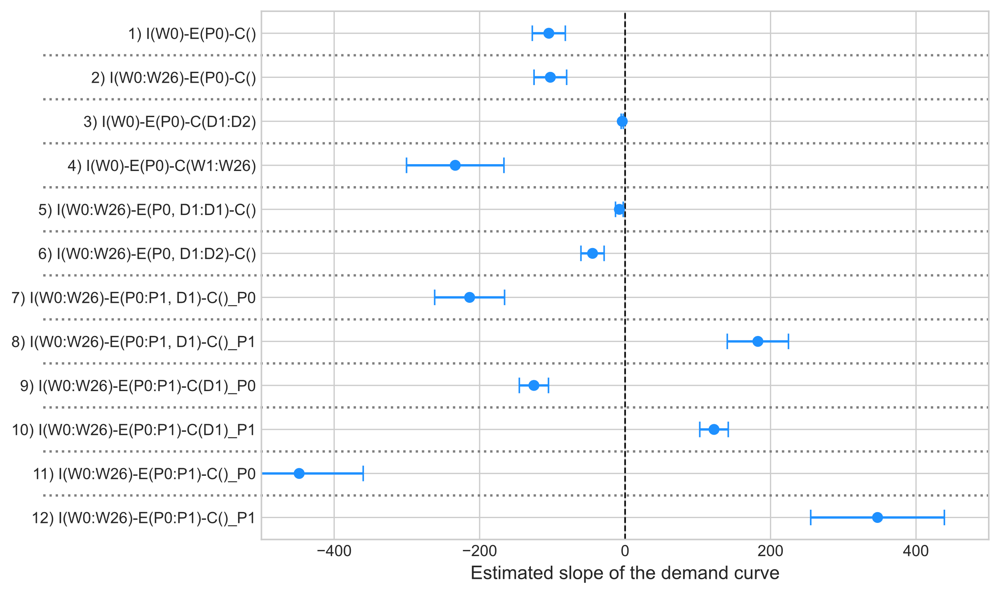 1) I(W0)-E(P0)-C()
2) I(W0:W26)-E(P0)-C()
3) I(W0)-E(P0)-C(D1:D2)
4) I(W0)-E(P0)-C(W1:W26)
5) I(W0:W26)-E(P0, D1:D1)-C()
6) I(W0:W26)-E(P0, D1:D2)-C()
7) I(W0:W26)-E(P0:P1, D1)-C()_P0
8) I(W0:W26)-E(P0:P1, D1)-C()_P1
9) I(W0:W26)-E(P0:P1)-C(D1)_P0
10) I(W0:W26)-E(P0:P1)-C(D1)_P1
11) I(W0:W26)-E(P0:P1)-C()_P0
12) I(W0:W26)-E(P0:P1)-C()_P1
−400 −200 0 200 400
Estimated slope of the demand curve